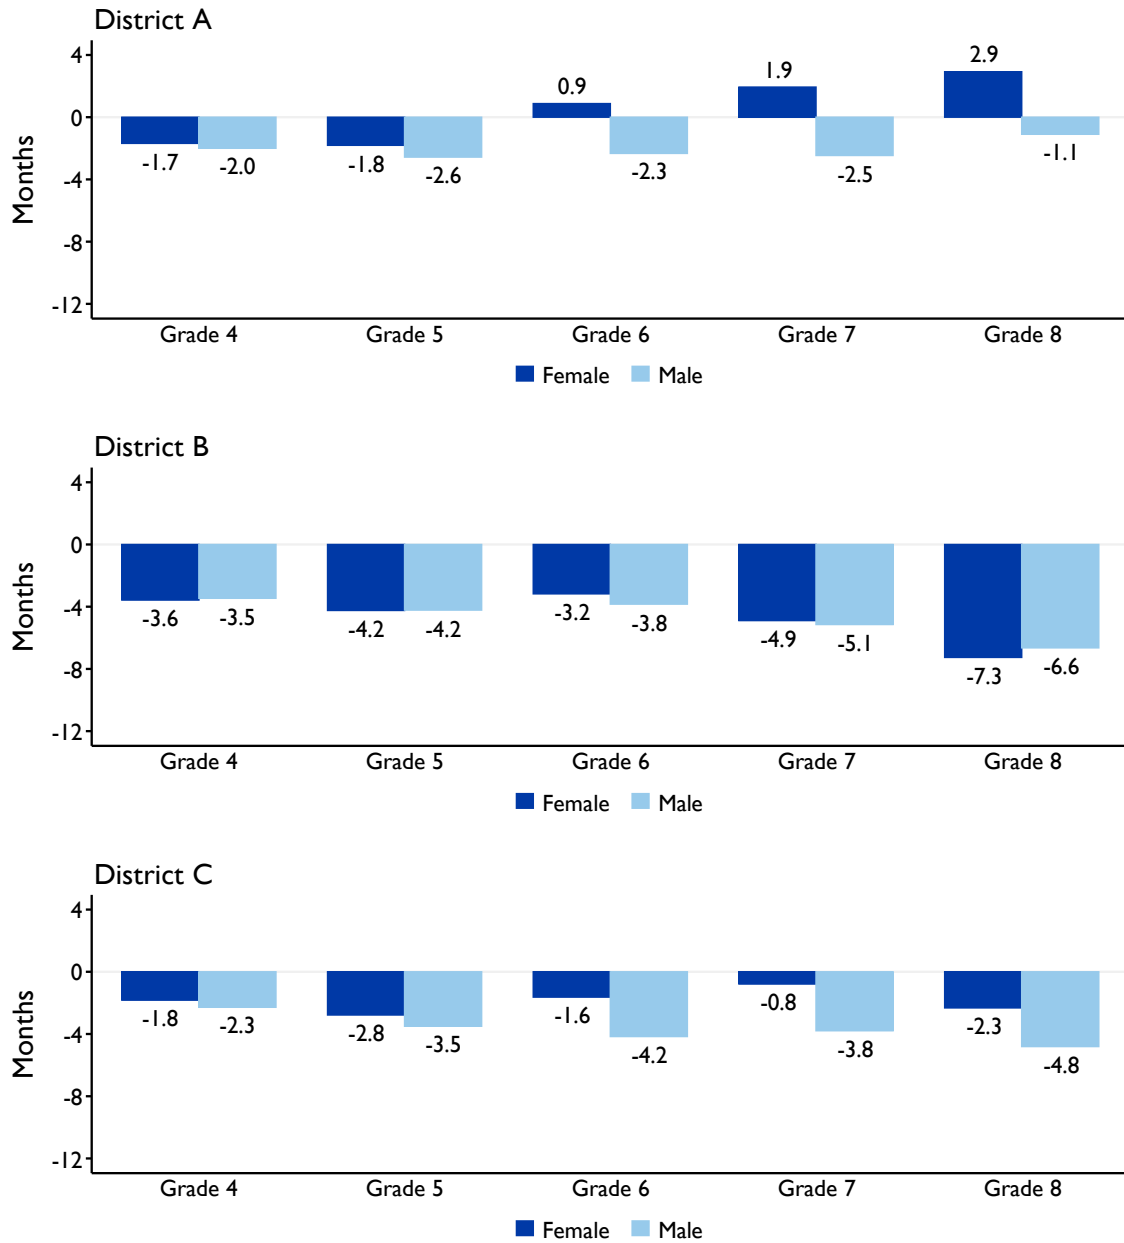 District A
4
0
-4
-8
-12
Months
-1.7 -2.0 -1.8 -2.6 0.9 -2.3 1.9 -2.5 2.9 -1.1
Grade 4 Grade 5 Grade 6 Grade 7 Grade 8
Female Male
District B
4
0
-4
-8
-12
Months
-3.6 -3.5 -4.2 -4.2 -3.2 -3.8 -4.9 -5.1 -7.3 -6.6
Grade 4 Grade 5 Grade 6 Grade 7 Grade 8
Female Male
District C
4
0
-4
-8
-12
Months
-1.8 -2.3 -2.8 -3.5 -1.6 -4.2 -0.8 -3.8 -2.3 -4.8
Grade 4 Grade 5 Grade 6 Grade 7 Grade 8
Female Male